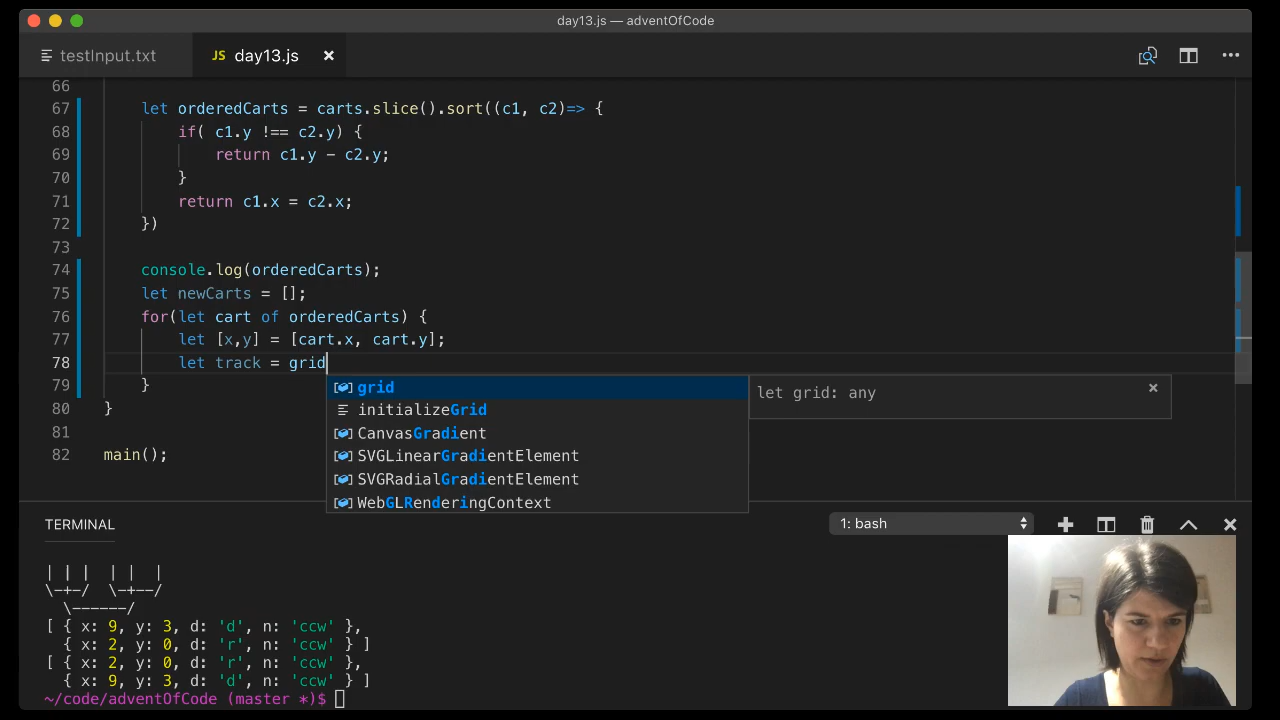 day13.js — adventOfCode
testInput.txt
JS day13.js
66
67 let orderedCarts = carts.slice().sort((c1, c2)=> {
68 if( c1.y !== c2.y) {
69 return c1.y - c2.y;
70 }
71 return c1.x = c2.x;
72 })
73
74 console.log(orderedCarts);
75 let newCarts = [];
76 for(let cart of orderedCarts) {
77 let [x,y] = [cart.x, cart.y];
78 let track = grid
79 }
80 }
81
82 main();
grid
let grid: any
initializeGrid
CanvasGradient
SVGLinearGradientElement
SVGRadialGradientElement
WebGLRenderingContext
TERMINAL
1: bash
| | |  | |  |
\-+-/  \-+--/
  \------/
[ { x: 9, y: 3, d: 'd', n: 'ccw' },
{ x: 2, y: 0, d: 'r', n: 'ccw' } ]
[ { x: 2, y: 0, d: 'r', n: 'ccw' },
{ x: 9, y: 3, d: 'd', n: 'ccw' } ]
~/code/adventOfCode (master *)$